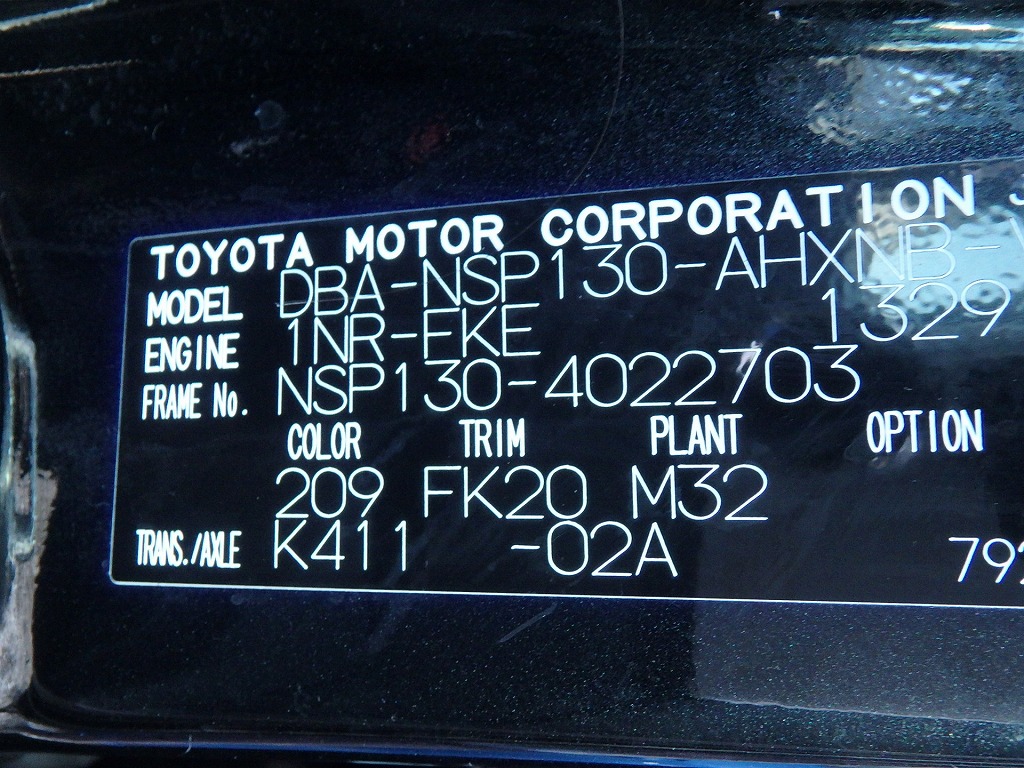 TOYOTA MOTOR CORPORATION
MODEL DBA-NSP130-AHXNB-
ENGINE 1NR-FKE 1329
FRAME No. NSP130-4022703
COLOR TRIM PLANT OPTION
209 FK20 M32
TRANS./AXLE K411 -02A 792